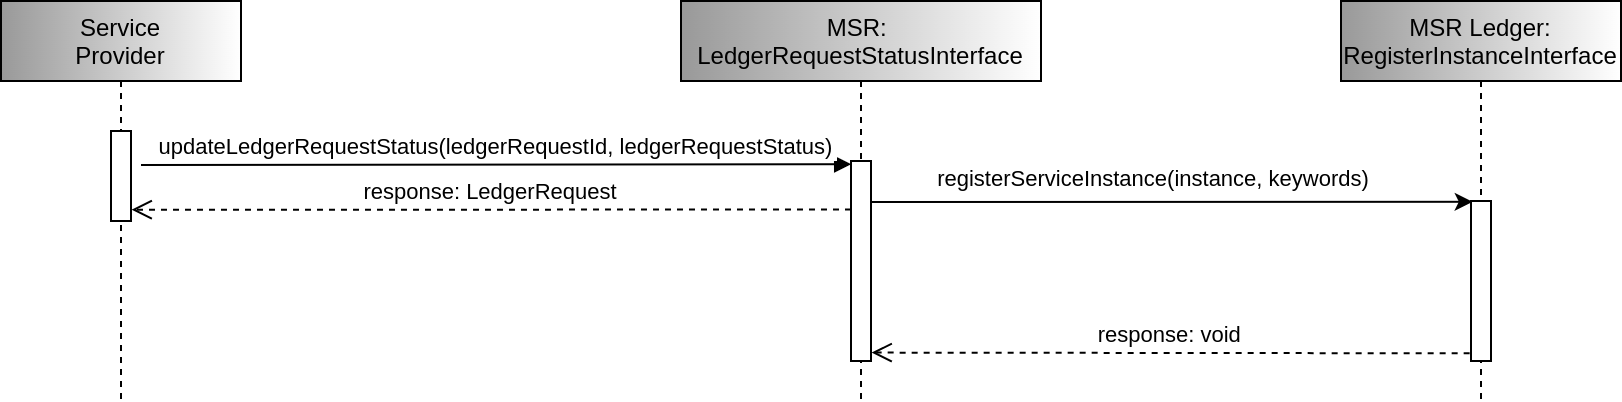 Service
Provider
MSR:
LedgerRequestStatusInterface
MSR Ledger:
RegisterInstanceInterface
updateLedgerRequestStatus(ledgerRequestId, ledgerRequestStatus)
registerServiceInstance(instance, keywords)
response: LedgerRequest
response: void